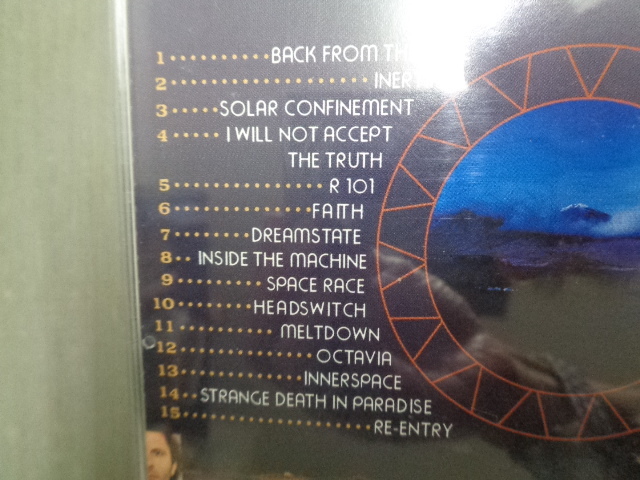 1 BACK FROM
2
3 SOLAR CONFINEMENT
4 I WILL NOT ACCEPT
THE TRUTH
5 R 101
6 FAITH
7 DREAMSTATE
8 INSIDE THE MACHINE
9 SPACE RACE
10 HEADSWITCH
11 MELTDOWN
12 OCTAVIA
13 INNERSPACE
14 STRANGE DEATH IN PARADISE
15 RE-ENTRY